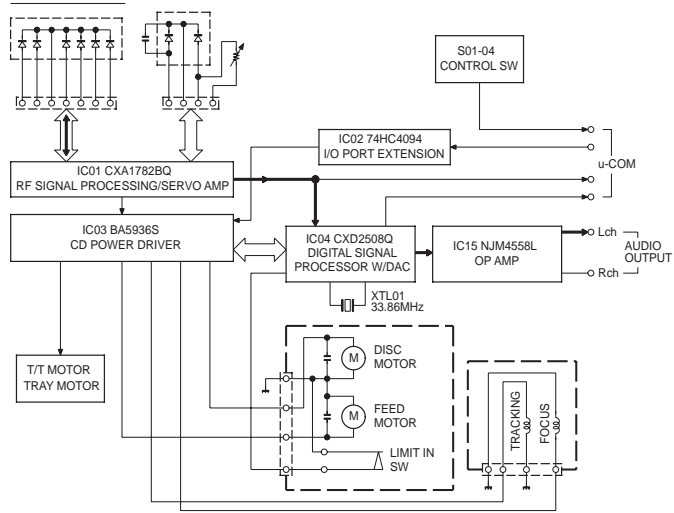 S01-04
CONTROL SW
IC02 74HC4094
I/O PORT EXTENSION
u-COM
IC01 CXA1782BQ
RF SIGNAL PROCESSING/SERVO AMP
IC03 BA5936S
CD POWER DRIVER
IC04 CXD2508Q
DIGITAL SIGNAL
PROCESSOR W/DAC
IC15 NJM4558L
OP AMP
Lch
AUDIO
OUTPUT
Rch
XTL01
33.86MHz
T/T MOTOR
TRAY MOTOR
M
DISC
MOTOR
M
FEED
MOTOR
LIMIT IN
SW
TRACKING
FOCUS